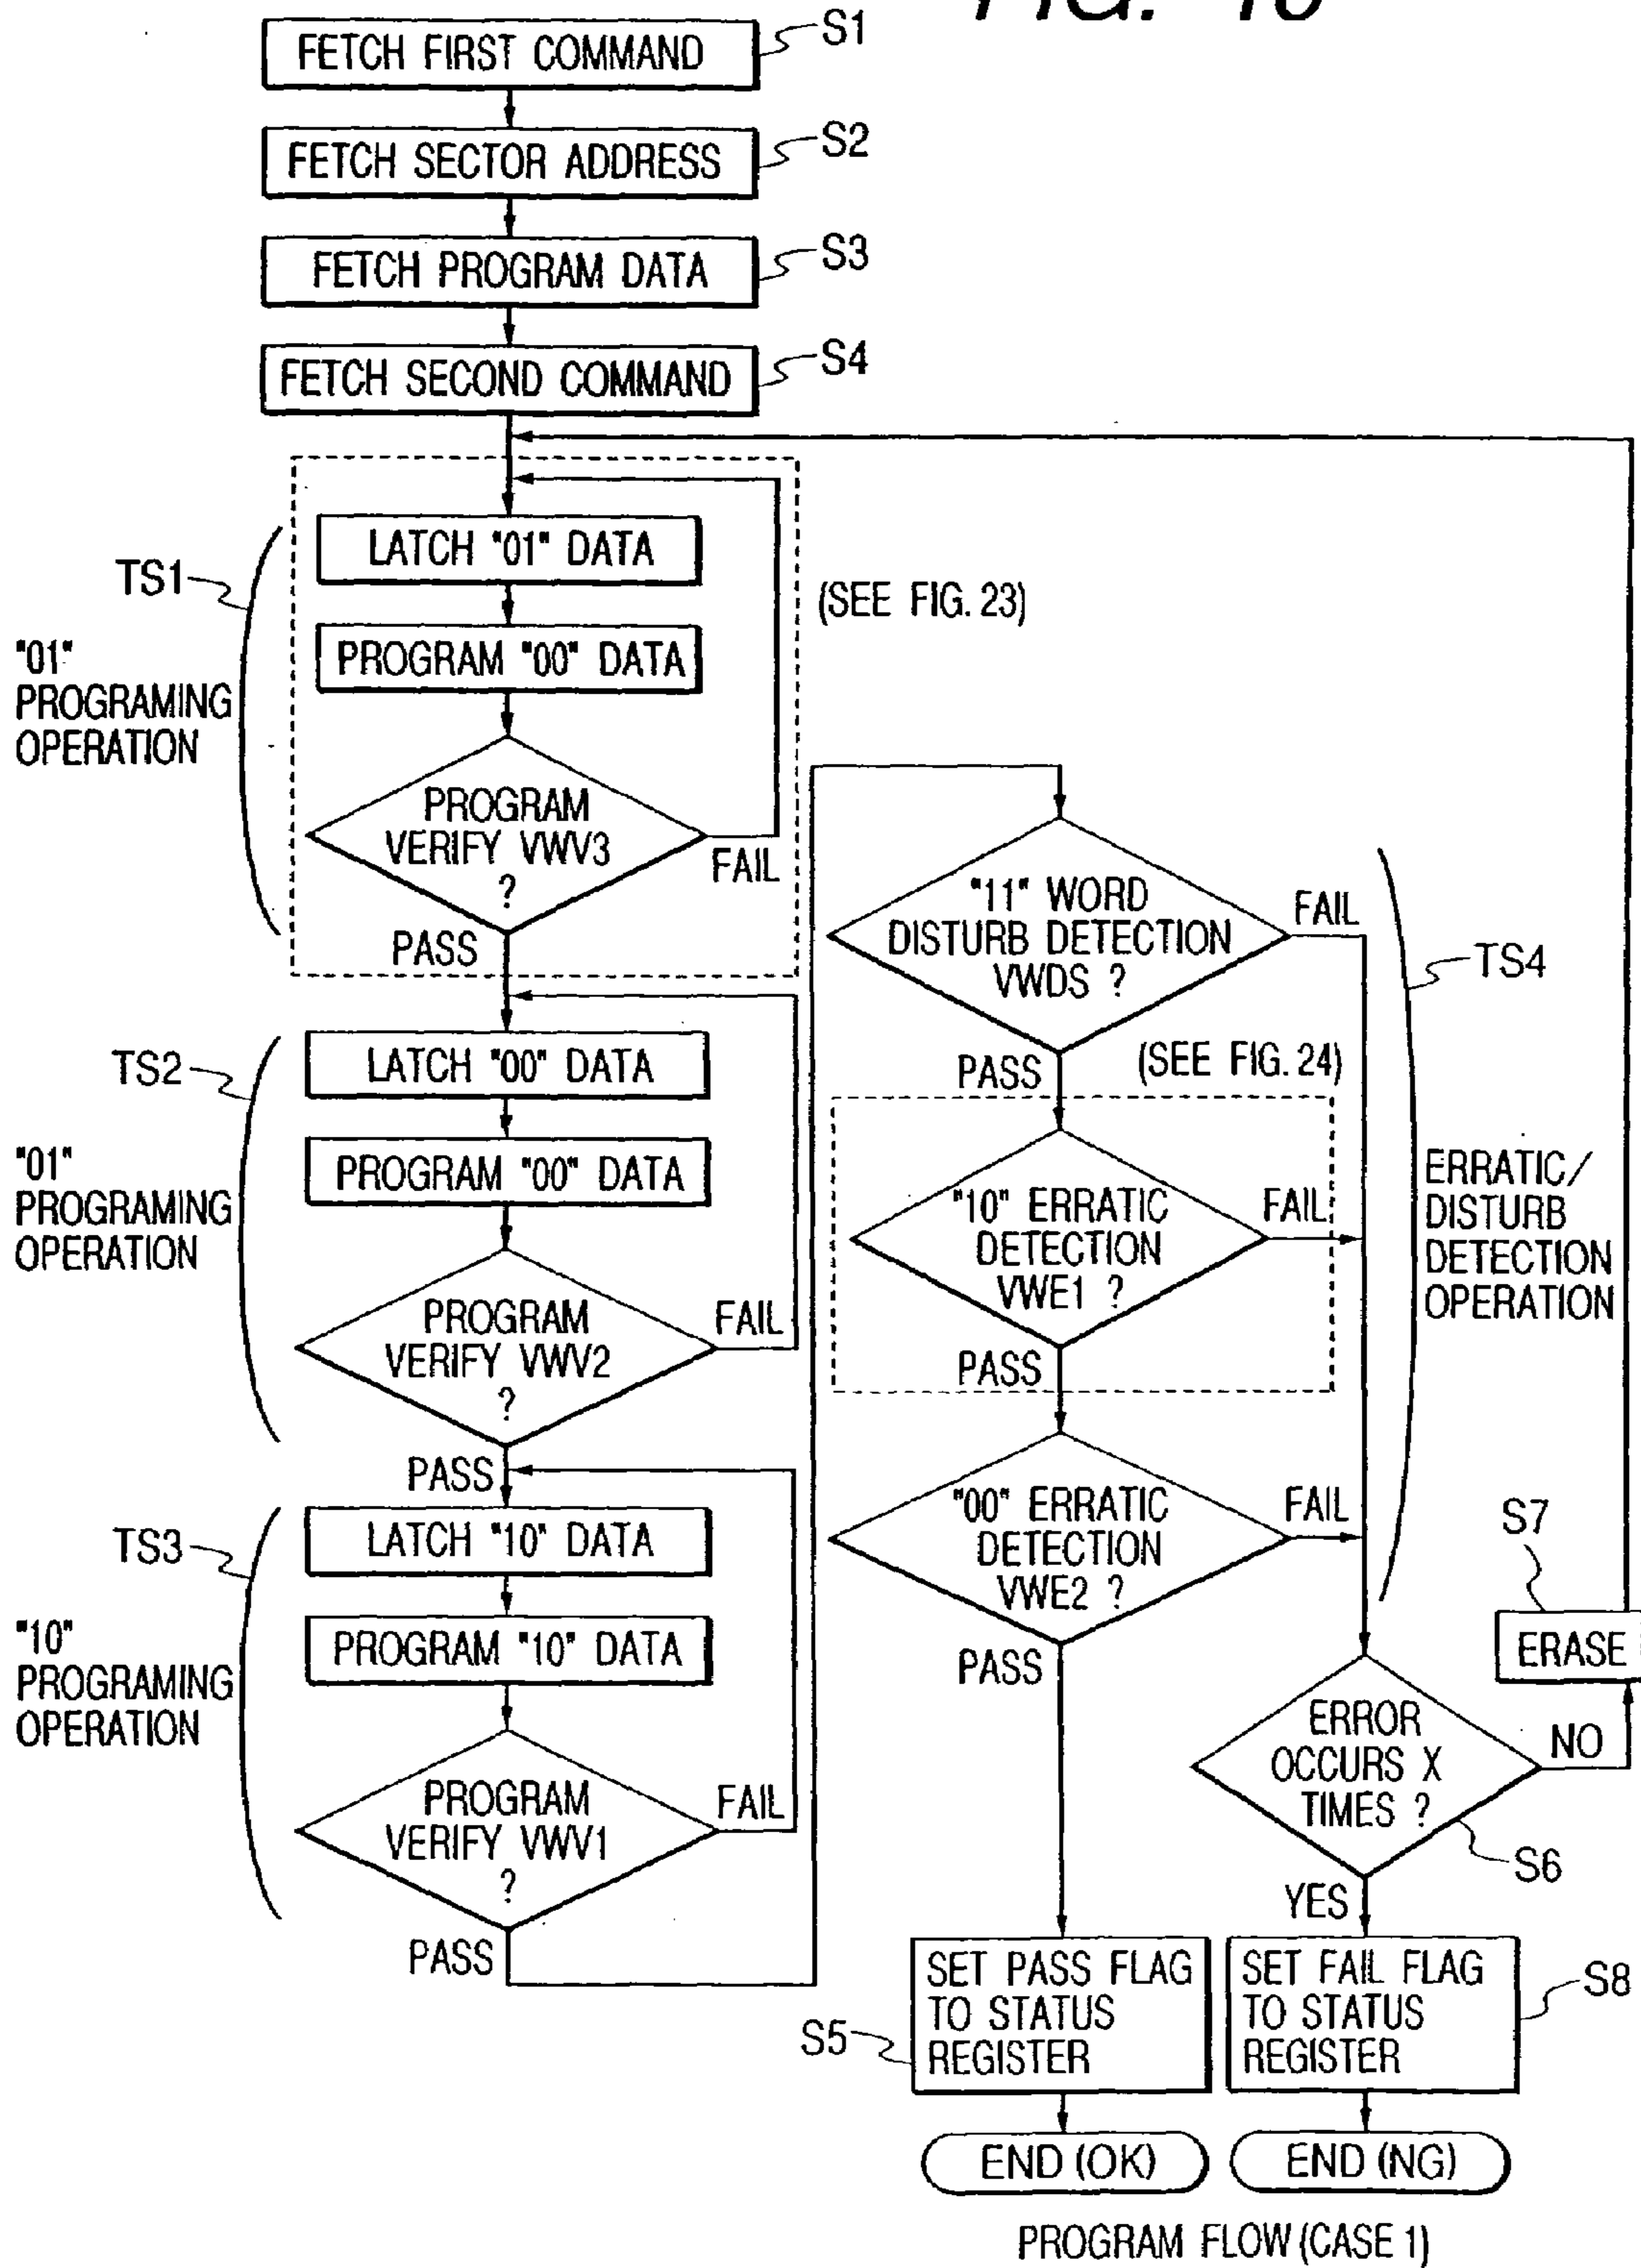 FETCH FIRST COMMAND
S1
FETCH SECTOR ADDRESS
S2
FETCH PROGRAM DATA
S3
FETCH SECOND COMMAND
S4
TS1
"01"
PROGRAMING
OPERATION
LATCH "01" DATA
PROGRAM "00" DATA
PROGRAM
VERIFY VWV3
?
FAIL
PASS
(SEE FIG. 23)
TS2
"01"
PROGRAMING
OPERATION
LATCH "00" DATA
PROGRAM "00" DATA
PROGRAM
VERIFY VWV2
?
FAIL
PASS
TS3
"10"
PROGRAMING
OPERATION
LATCH "10" DATA
PROGRAM "10" DATA
PROGRAM
VERIFY VWV1
?
FAIL
PASS
"11" WORD
DISTURB DETECTION
VWDS ?
FAIL
PASS
(SEE FIG. 24)
"10" ERRATIC
DETECTION
VWE1 ?
FAIL
PASS
"00" ERRATIC
DETECTION
VWE2 ?
FAIL
PASS
TS4
ERRATIC/
DISTURB
DETECTION
OPERATION
S7
ERASE
ERROR
OCCURS X
TIMES ?
NO
S6
YES
SET PASS FLAG
TO STATUS
REGISTER
S5
SET FAIL FLAG
TO STATUS
REGISTER
S8
END (OK)
END (NG)
PROGRAM FLOW (CASE 1)